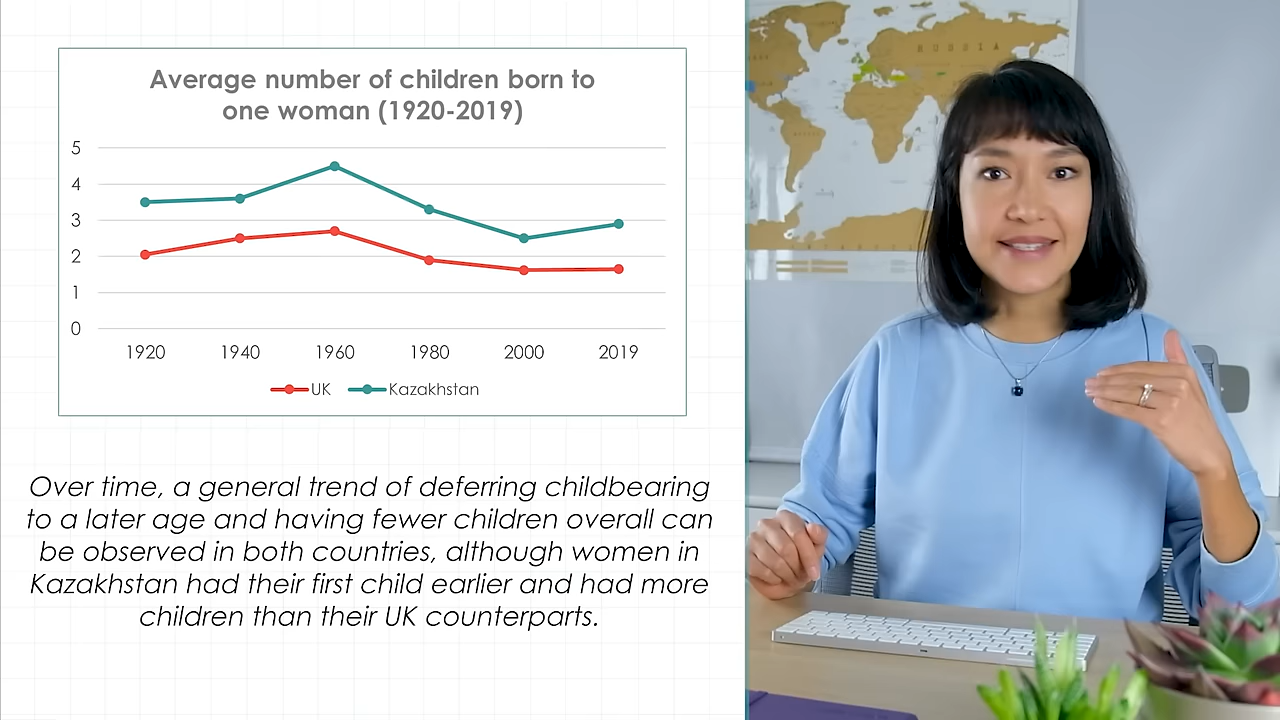 Average number of children born to
one woman (1920-2019)
5
4
3
2
1
0
1920 1940 1960 1980 2000 2019
UK Kazakhstan
Over time, a general trend of deferring childbearing
to a later age and having fewer children overall can
be observed in both countries, although women in
Kazakhstan had their first child earlier and had more
children than their UK counterparts.
RUSSIA